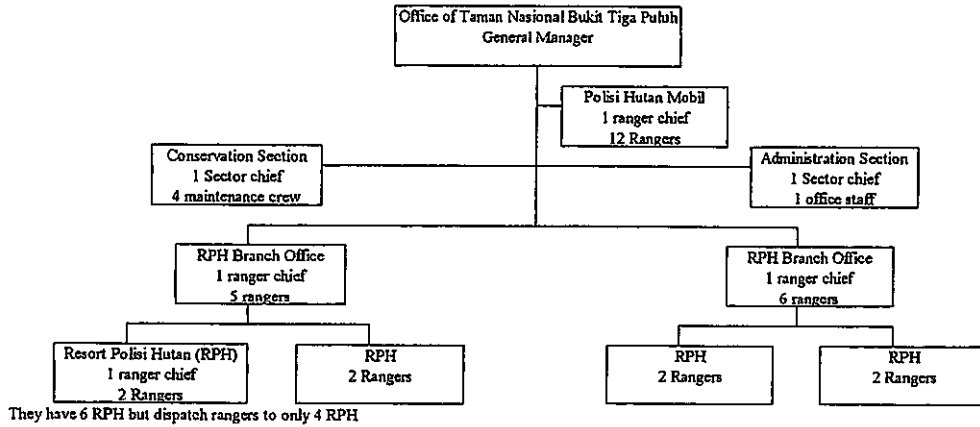 Office of Taman Nasional Bukit Tiga Puluh
General Manager
Polisi Hutan Mobil
1 ranger chief
12 Rangers
Conservation Section
1 Sector chief
4 maintenance crew
Administration Section
1 Sector chief
1 office staff
RPH Branch Office
1 ranger chief
5 rangers
RPH Branch Office
1 ranger chief
6 rangers
Resort Polisi Hutan (RPH)
1 ranger chief
2 Rangers
RPH
2 Rangers
RPH
2 Rangers
RPH
2 Rangers
They have 6 RPH but dispatch rangers to only 4 RPH